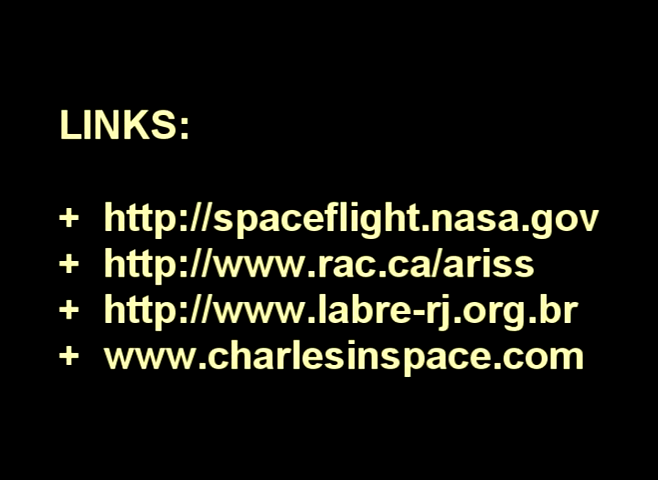 LINKS:
+ http://spaceflight.nasa.gov
+ http://www.rac.ca/ariss
+ http://www.labre-rj.org.br
+ www.charlesinspace.com